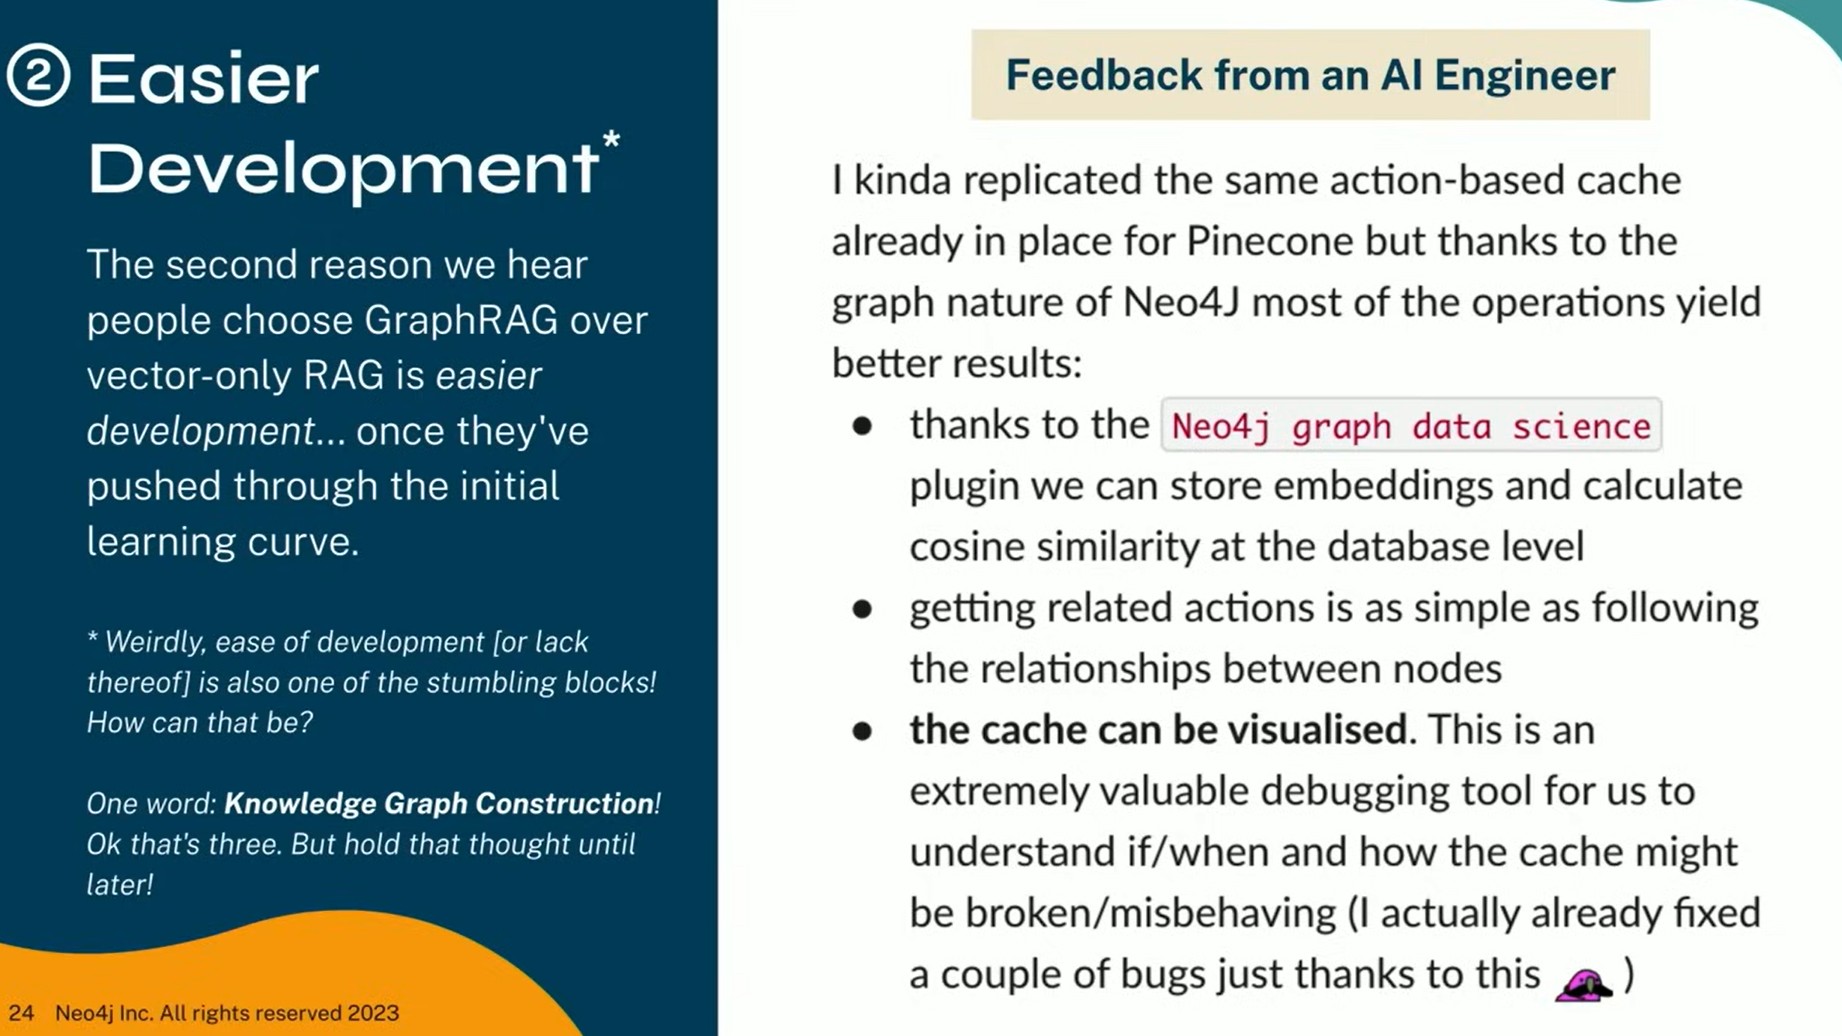 ② Easier
Development*
The second reason we hear
people choose GraphRAG over
vector-only RAG is easier
development... once they've
pushed through the initial
learning curve.
* Weirdly, ease of development [or lack
thereof] is also one of the stumbling blocks!
How can that be?
One word: Knowledge Graph Construction!
Ok that's three. But hold that thought until
later!
24 Neo4j Inc. All rights reserved 2023
Feedback from an AI Engineer
I kinda replicated the same action-based cache
already in place for Pinecone but thanks to the
graph nature of Neo4J most of the operations yield
better results:
● thanks to the Neo4j graph data science
plugin we can store embeddings and calculate
cosine similarity at the database level
● getting related actions is as simple as following
the relationships between nodes
● the cache can be visualised. This is an
extremely valuable debugging tool for us to
understand if/when and how the cache might
be broken/misbehaving (I actually already fixed
a couple of bugs just thanks to this )